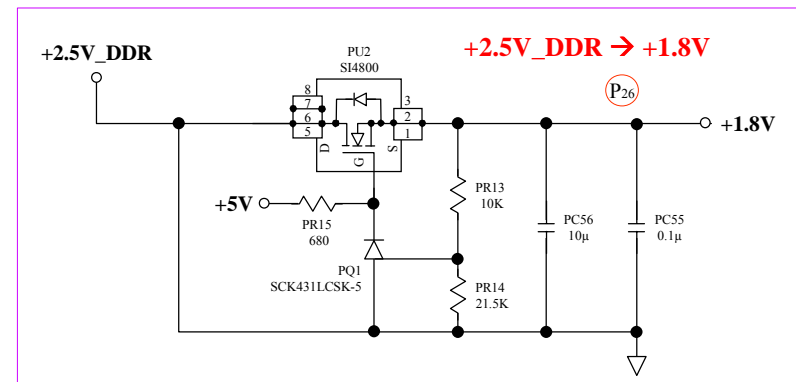 +2.5V_DDR → +1.8V
+2.5V_DDR
PU2
SI4800
P26
8
7
6
5
3
2
1
D
G
S
+1.8V
+5V
PR15
680
PR13
10K
PC56
10µ
PC55
0.1µ
PQ1
SCK431LCSK-5
PR14
21.5K